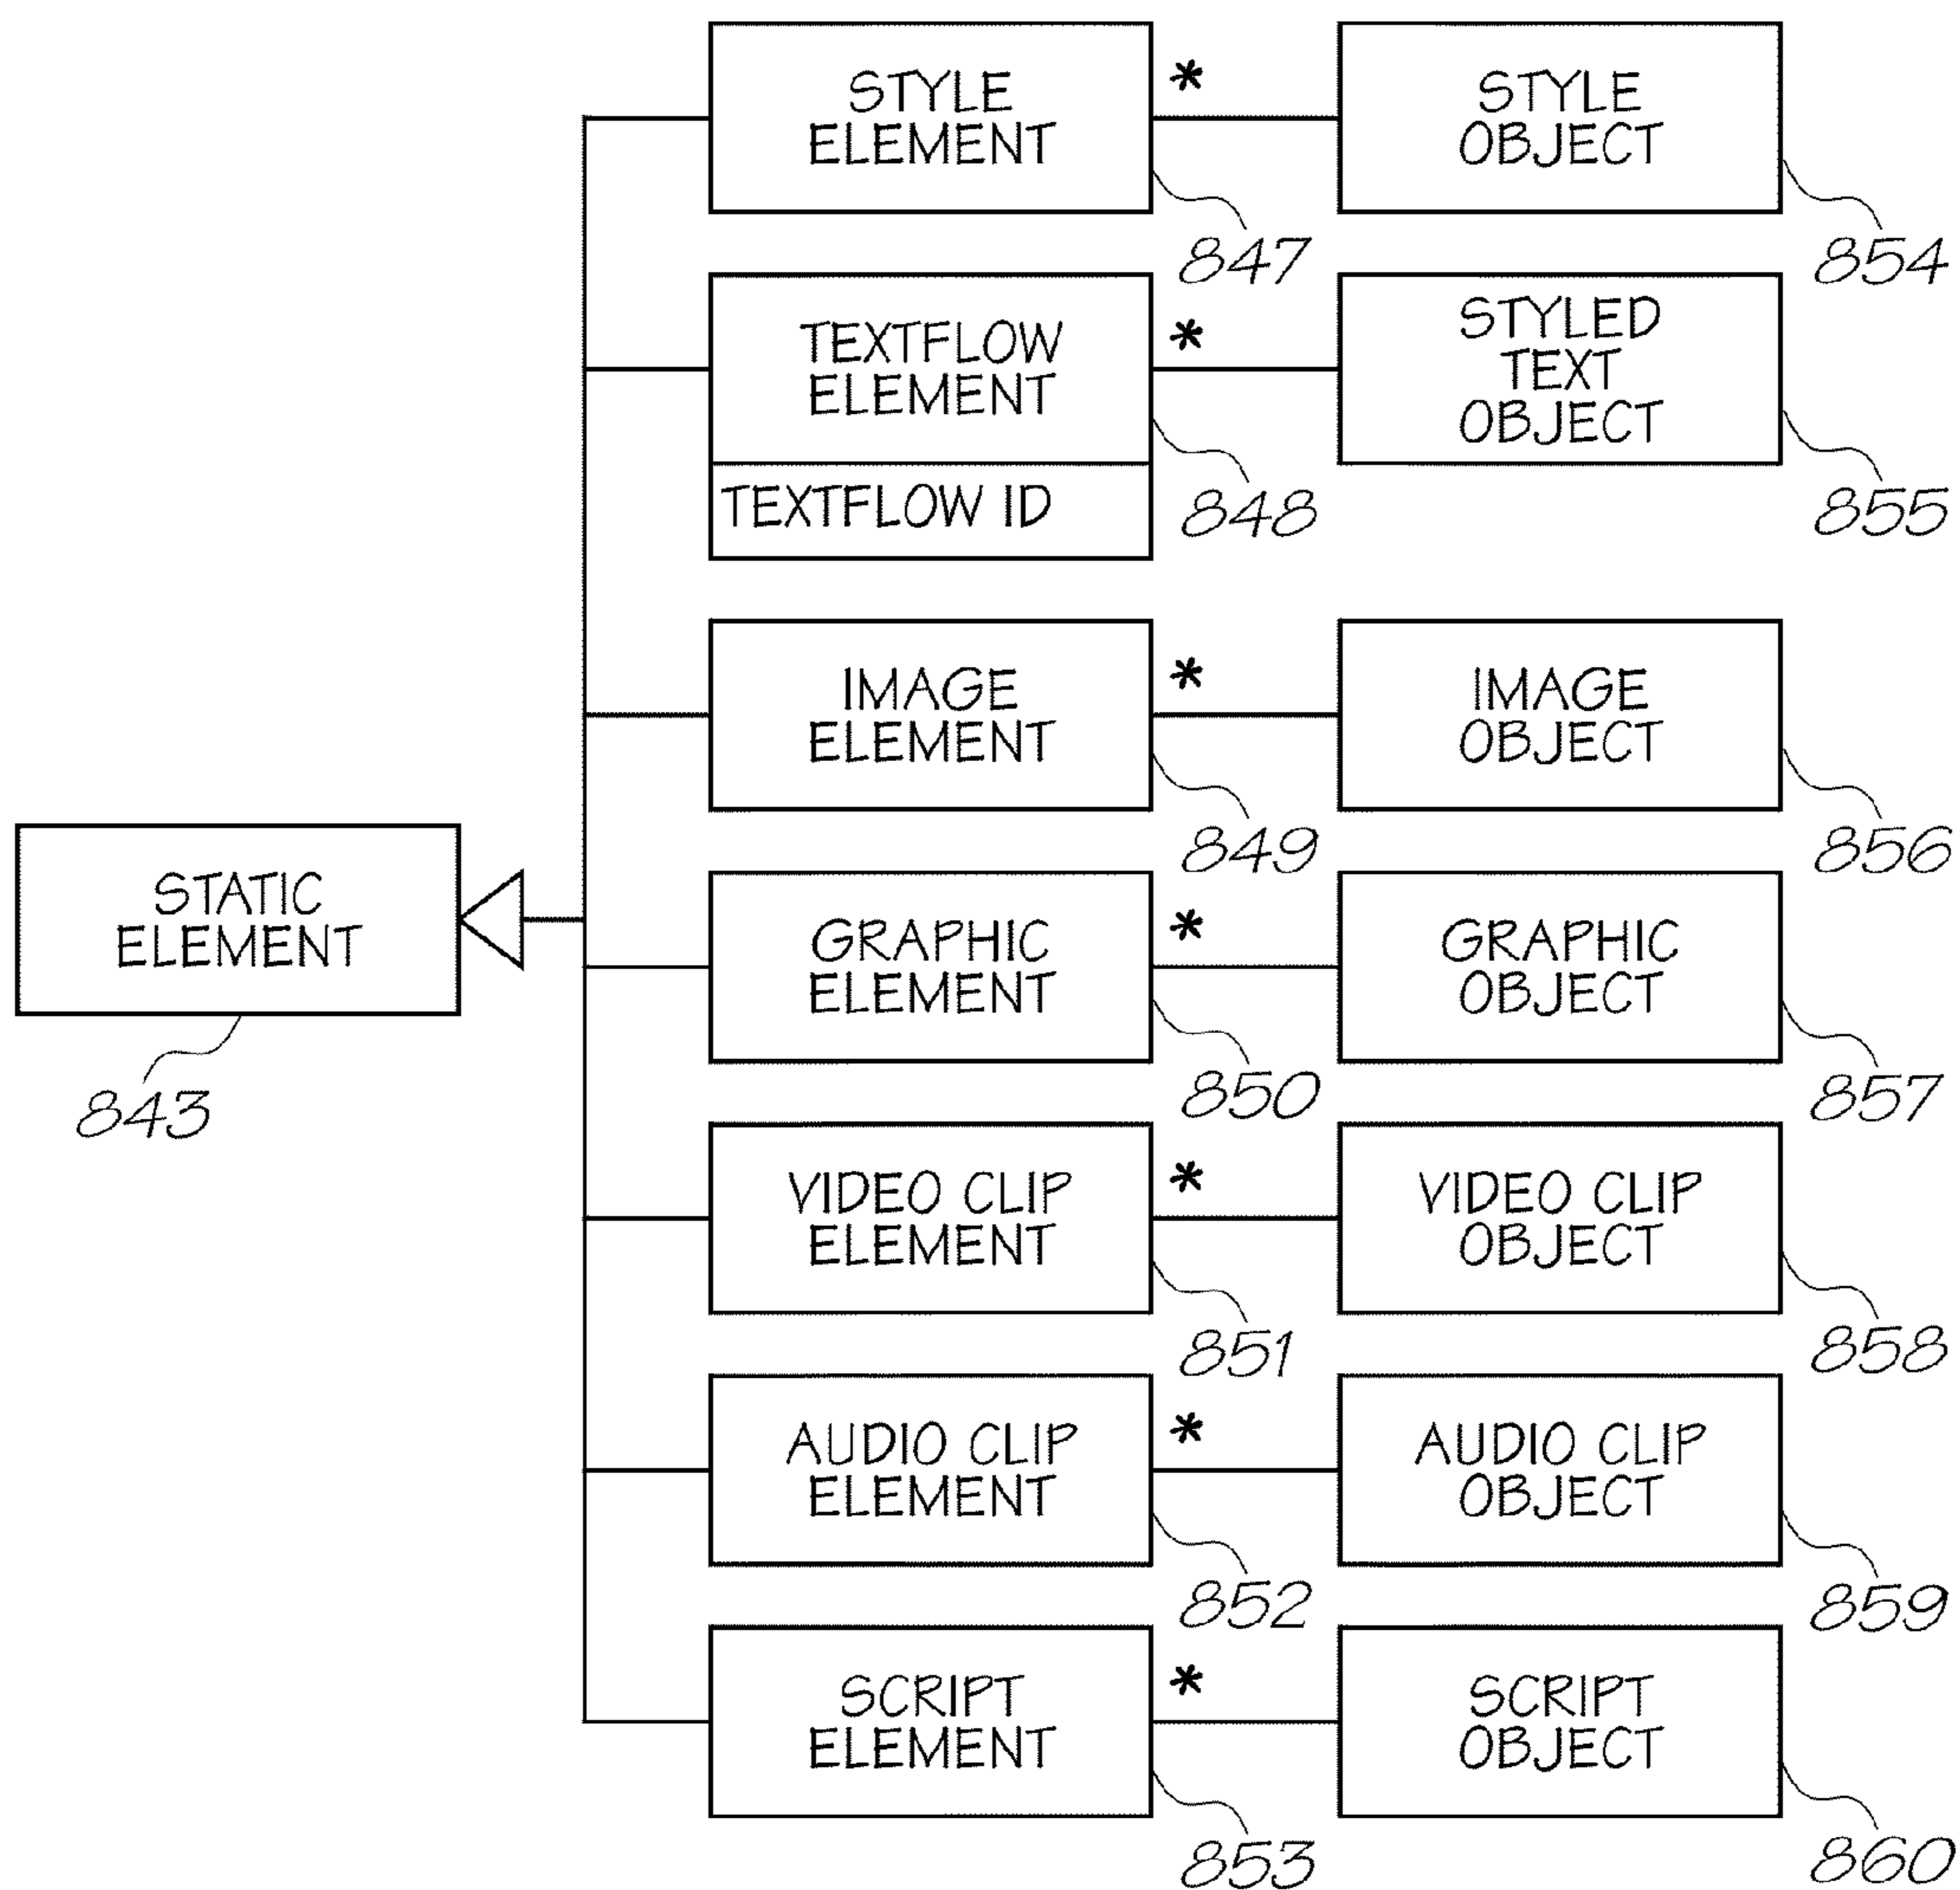 STYLE
ELEMENT
*
STYLE
OBJECT
847
854
TEXTFLOW
ELEMENT
TEXTFLOW ID
*
STYLED
TEXT
OBJECT
848
855
IMAGE
ELEMENT
*
IMAGE
OBJECT
849
856
STATIC
ELEMENT
843
GRAPHIC
ELEMENT
*
GRAPHIC
OBJECT
850
857
VIDEO CLIP
ELEMENT
*
VIDEO CLIP
OBJECT
851
858
AUDIO CLIP
ELEMENT
*
AUDIO CLIP
OBJECT
852
859
SCRIPT
ELEMENT
*
SCRIPT
OBJECT
853
860